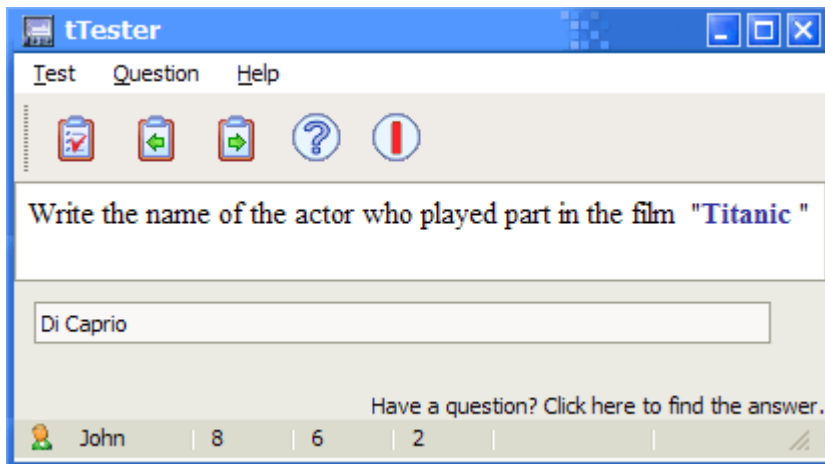 tTester
Test Question Help
Write the name of the actor who played part in the film "Titanic "
Di Caprio
Have a question? Click here to find the answer.
John 8 6 2